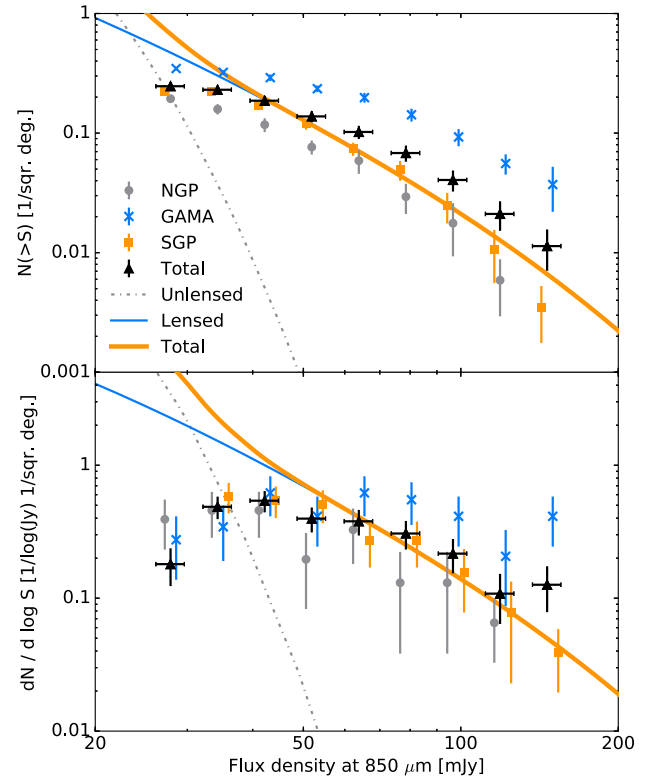 N(>S) [1/sqr. deg.]
1
0.1
0.01
0.001
NGP
GAMA
SGP
Total
Unlensed
Lensed
Total
dN / d log S [1/log(Jy) 1/sqr. deg.]
1
0.1
0.01
20
50
100
200
Flux density at 850 μm [mJy]